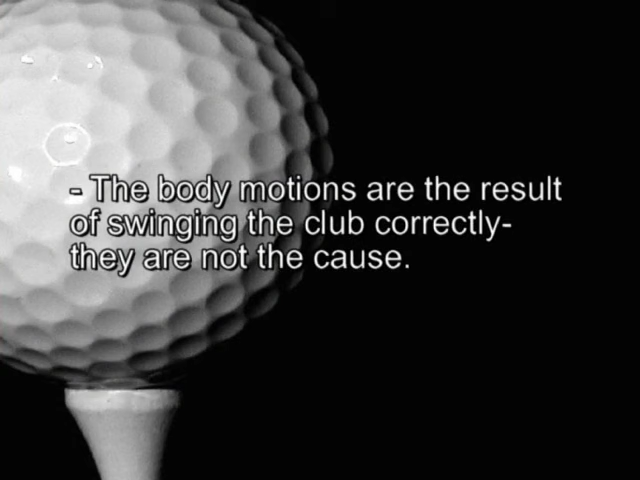 - The body motions are the result
of swinging the club correctly-
they are not the cause.